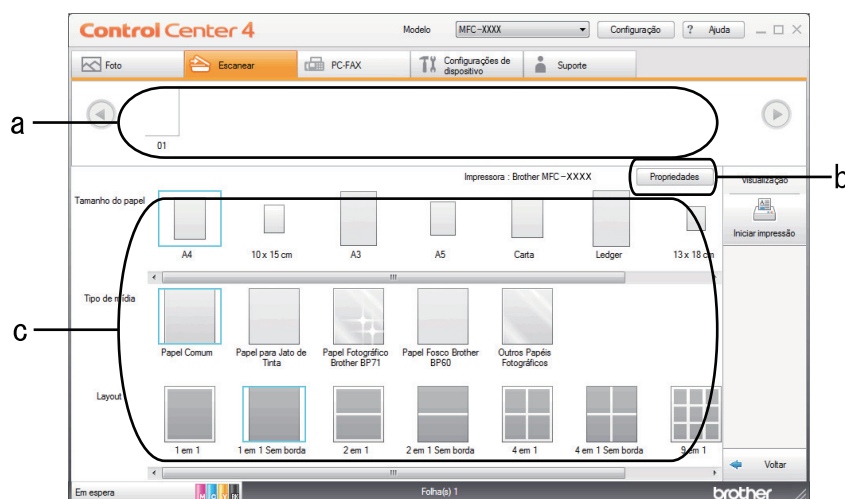 Control Center 4
Modelo
MFC-XXXX
Configuração
? Ajuda
Foto
Escanear
PC-FAX
Configurações de
dispositivo
Suporte
a
01
Impressora : Brother MFC-XXXX
Propriedades
b
Visualização
Tamanho do papel
Iniciar impressão
A4
10 x 15 cm
A3
A5
Carta
Ledger
13 x 18 cm
Tipo de mídia
c
Papel Comum
Papel para Jato de
Tinta
Papel Fotográfico
Brother BP71
Papel Fosco Brother
BP60
Outros Papéis
Fotográficos
Layout
1 em 1
1 em 1 Sem borda
2 em 1
2 em 1 Sem borda
4 em 1
4 em 1 Sem borda
9 em 1
Voltar
Em espera
M C Y BK
Folha(s) 1
brother